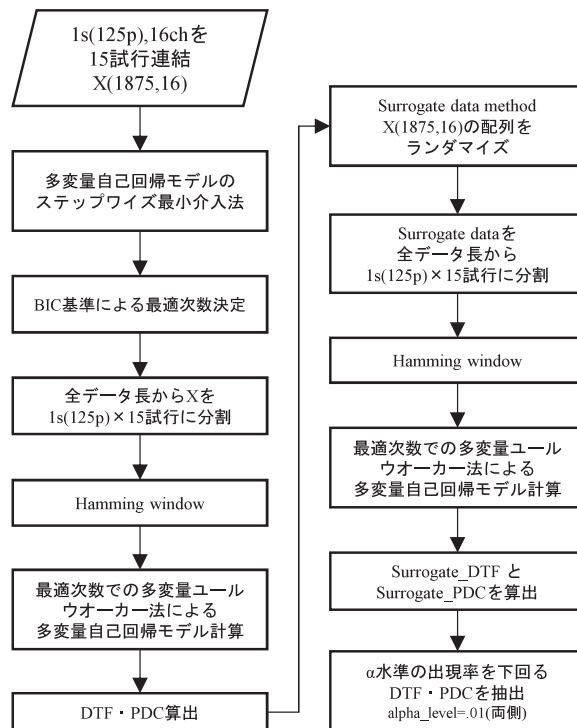 1s(125p),16chを
15試行連結
X(1875,16)
多変量自己回帰モデルの
ステップワイズ最小介入法
BIC基準による最適次数決定
全データ長からXを
1s(125p)×15試行に分割
Hamming window
最適次数での多変量ユール
ウオーカー法による
多変量自己回帰モデル計算
DTF・PDC算出
Surrogate data method
X(1875,16)の配列を
ランダマイズ
Surrogate dataを
全データ長から
1s(125p)×15試行に分割
Hamming window
最適次数での多変量ユール
ウオーカー法による
多変量自己回帰モデル計算
Surrogate_DTF と
Surrogate_PDCを算出
α水準の出現率を下回る
DTF・PDCを抽出
alpha_level=.01(両側)